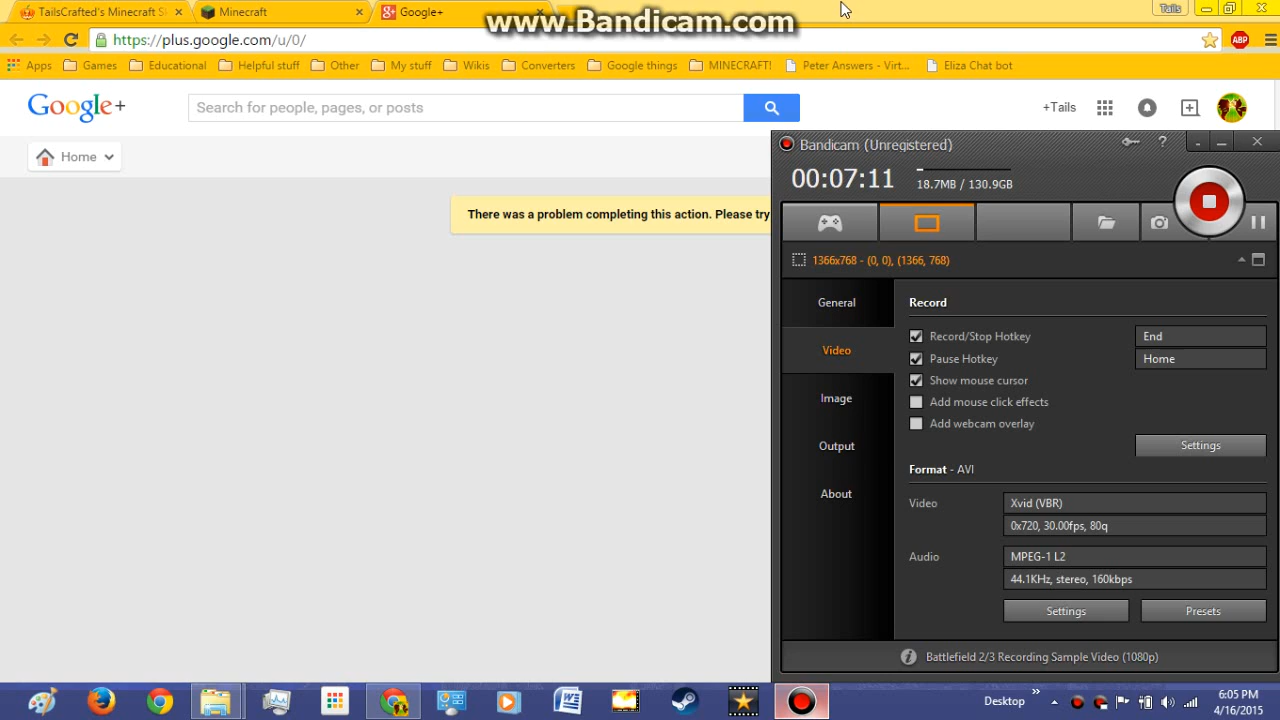 TailsCrafted's Minecraft S
Minecraft
Google+
www.Bandicam.com
Tails
https://plus.google.com/u/0/
ABP
Apps
Games
Educational
Helpful stuff
Other
My stuff
Wikis
Converters
Google things
MINECRAFT!
Peter Answers - Virt...
Eliza Chat bot
Google+
Search for people, pages, or posts
+Tails
Home
There was a problem completing this action. Please try
Bandicam (Unregistered)
00:07:11
18.7MB / 130.9GB
1366x768 - (0, 0), (1366, 768)
General
Video
Image
Output
About
Record
Record/Stop Hotkey
End
Pause Hotkey
Home
Show mouse cursor
Add mouse click effects
Add webcam overlay
Settings
Format - AVI
Video
Xvid (VBR)
0x720, 30.00fps, 80q
Audio
MPEG-1 L2
44.1KHz, stereo, 160kbps
Settings
Presets
Battlefield 2/3 Recording Sample Video (1080p)
Desktop
6:05 PM
4/16/2015